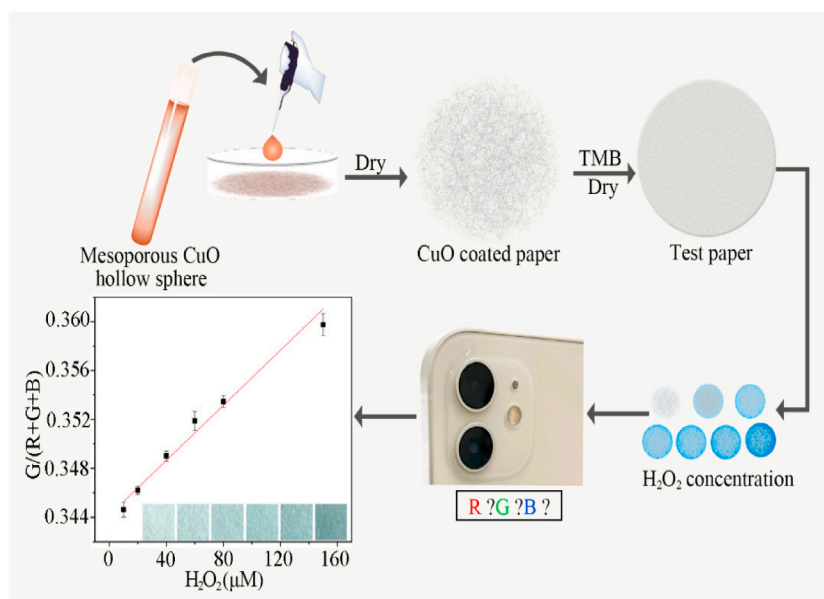 Mesoporous CuO
hollow sphere
Dry
CuO coated paper
TMB
Dry
Test paper
H₂O₂ concentration
R ?G ?B ?
G/(R+G+B)
0.360
0.356
0.352
0.348
0.344
0 40 80 120 160
H₂O₂(μM)